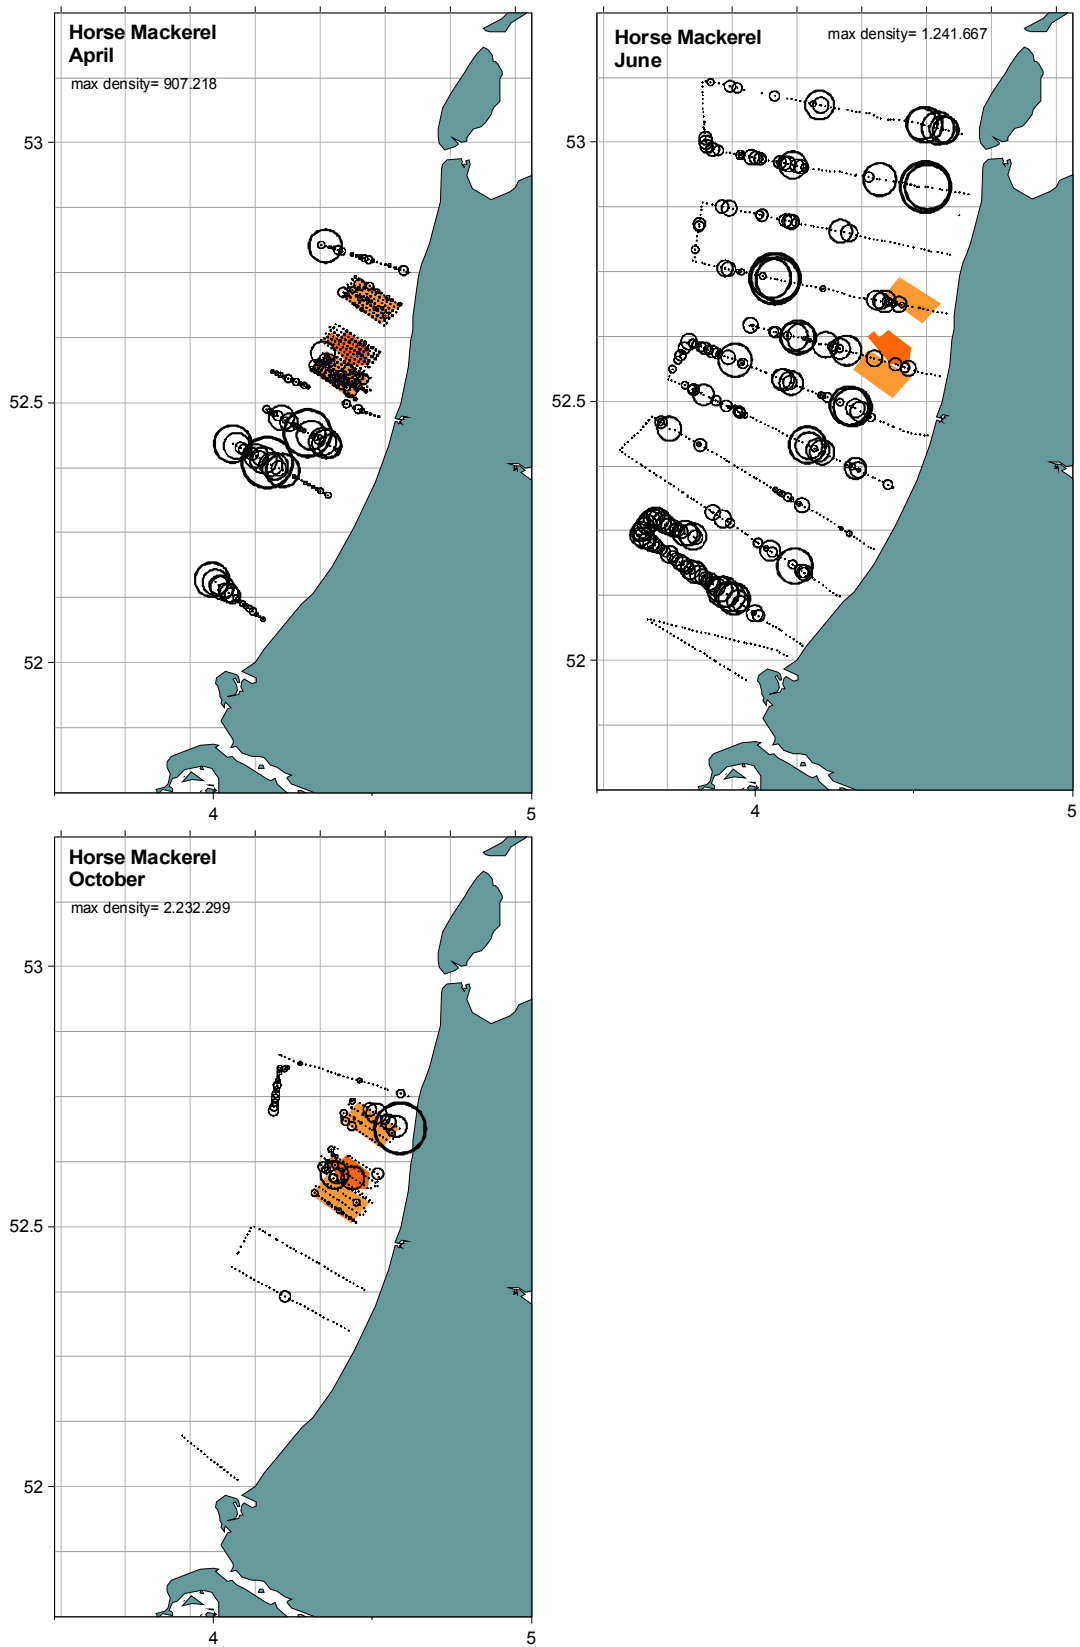 Horse Mackerel
April
max density= 907.218
53
52.5
52
4
5
Horse Mackerel
June
max density= 1.241.667
53
52.5
52
4
5
Horse Mackerel
October
max density= 2.232.299
53
52.5
52
4
5